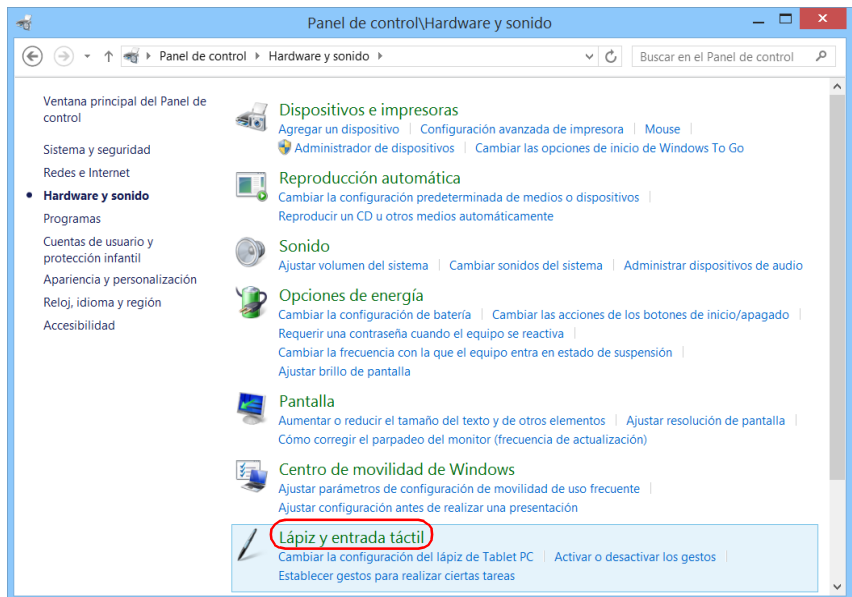 Panel de control\Hardware y sonido
Panel de control Hardware y sonido
Buscar en el Panel de control
Ventana principal del Panel de
control
Sistema y seguridad
Redes e Internet
Hardware y sonido
Programas
Cuentas de usuario y
protección infantil
Apariencia y personalización
Reloj, idioma y región
Accesibilidad
Dispositivos e impresoras
Agregar un dispositivo Configuración avanzada de impresora Mouse
Administrador de dispositivos Cambiar las opciones de inicio de Windows To Go
Reproducción automática
Cambiar la configuración predeterminada de medios o dispositivos
Reproducir un CD u otros medios automáticamente
Sonido
Ajustar volumen del sistema Cambiar sonidos del sistema Administrar dispositivos de audio
Opciones de energía
Cambiar la configuración de batería Cambiar las acciones de los botones de inicio/apagado
Requerir una contraseña cuando el equipo se reactiva
Cambiar la frecuencia con la que el equipo entra en estado de suspensión
Ajustar brillo de pantalla
Pantalla
Aumentar o reducir el tamaño del texto y de otros elementos Ajustar resolución de pantalla
Cómo corregir el parpadeo del monitor (frecuencia de actualización)
Centro de movilidad de Windows
Ajustar parámetros de configuración de movilidad de uso frecuente
Ajustar configuración antes de realizar una presentación
Lápiz y entrada táctil
Cambiar la configuración del lápiz de Tablet PC Activar o desactivar los gestos
Establecer gestos para realizar ciertas tareas